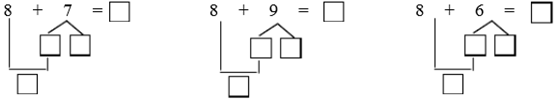 8 + 7 = □
8 + 9 = □
8 + 6 = □